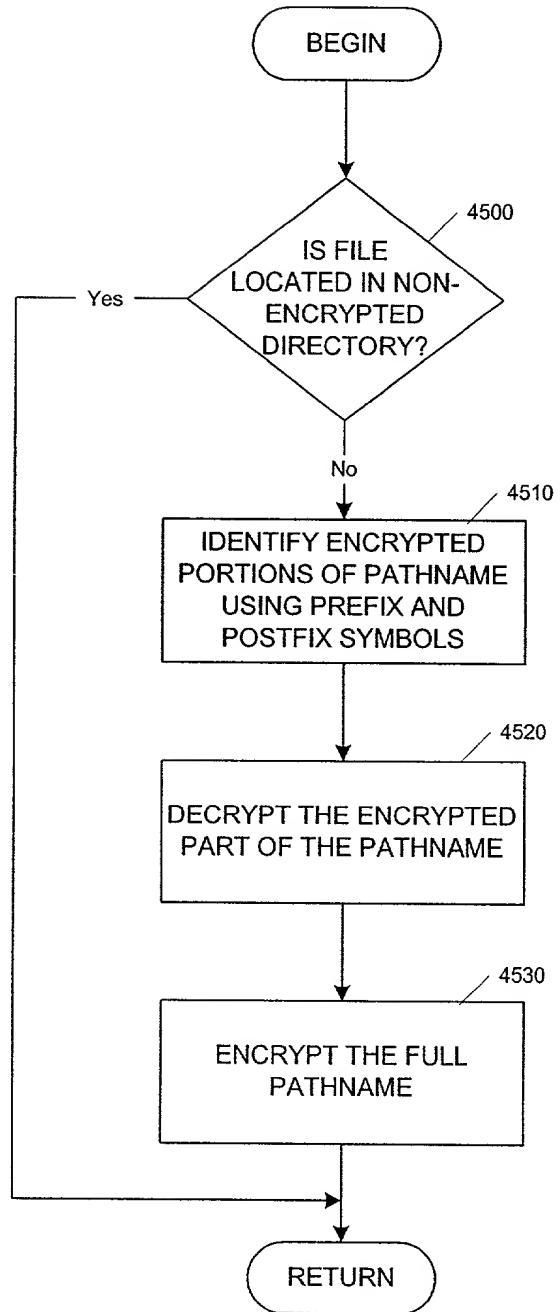 BEGIN
4500
IS FILE
LOCATED IN NON-
ENCRYPTED
DIRECTORY?
Yes
No
4510
IDENTIFY ENCRYPTED
PORTIONS OF PATHNAME
USING PREFIX AND
POSTFIX SYMBOLS
4520
DECRYPT THE ENCRYPTED
PART OF THE PATHNAME
4530
ENCRYPT THE FULL
PATHNAME
RETURN